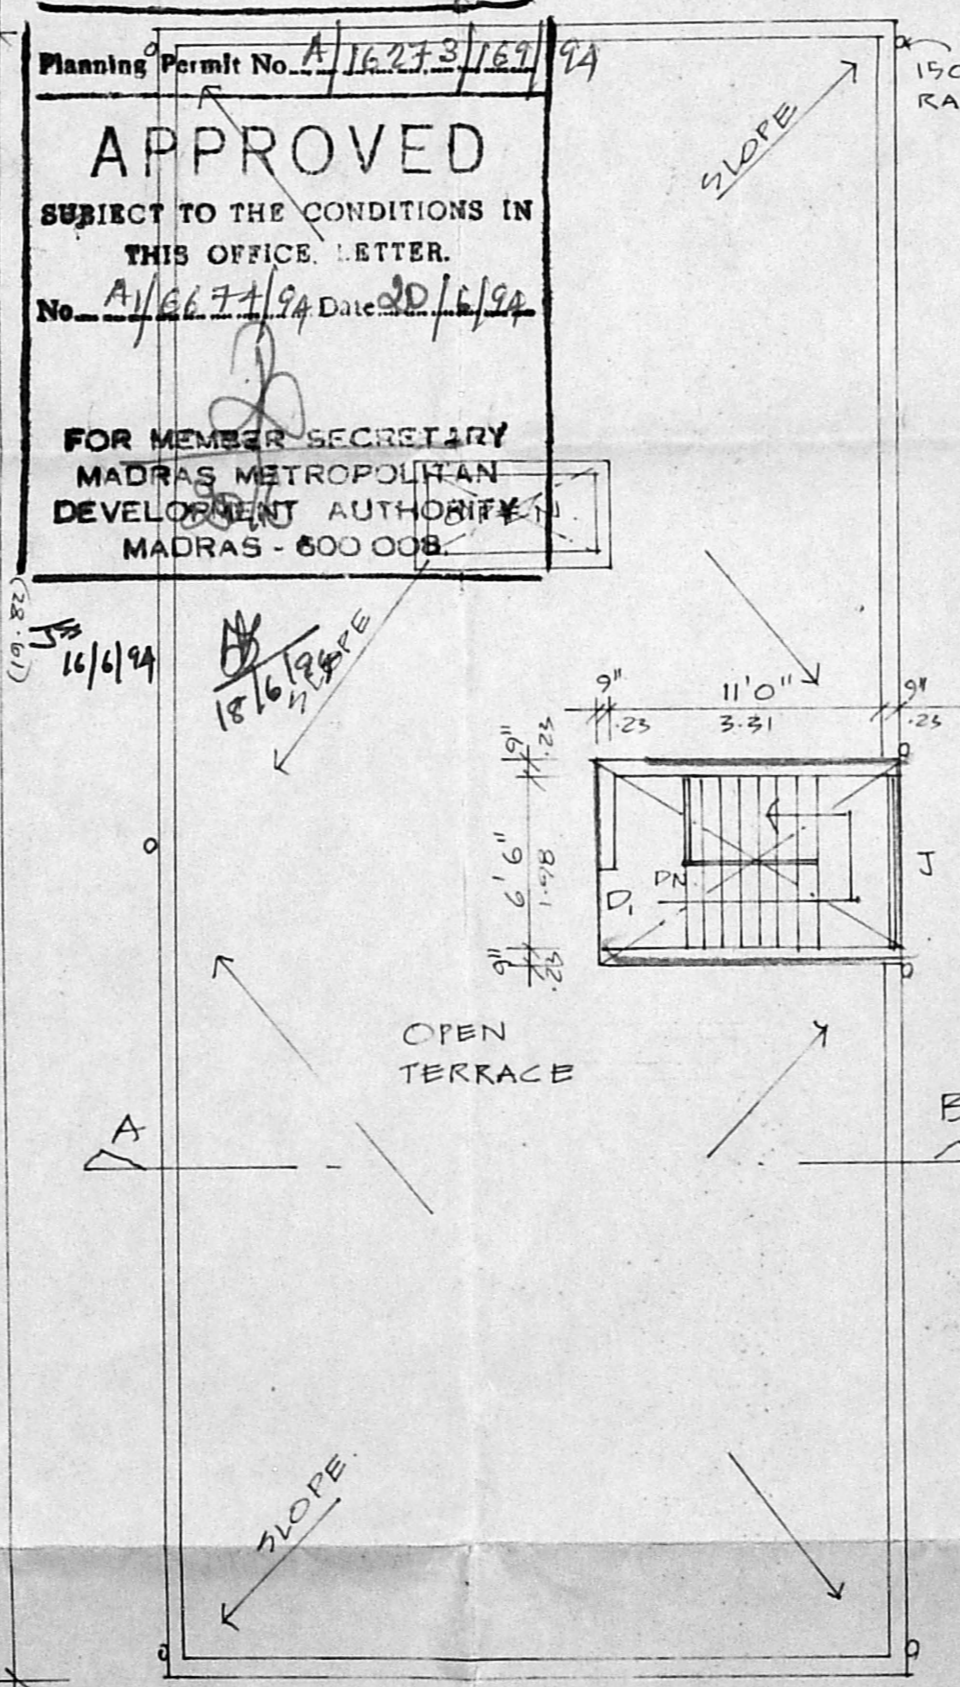 Planning Permit No. A/16273/169/94
APPROVED
SUBJECT TO THE CONDITIONS IN
THIS OFFICE LETTER.
No. A1/6674/94 Date 20/6/94
FOR MEMBER SECRETARY
MADRAS METROPOLITAN
DEVELOPMENT AUTHORITY
MADRAS - 600 008.
16/6/94
18/6/94
(28.61)
SLOPE
SLOPE
9"
.23
11'0"
3.31
9"
.23
9"
.23
6'6"
1.98
9"
.23
DN
D1
J
OPEN
TERRACE
A
B
SLOPE